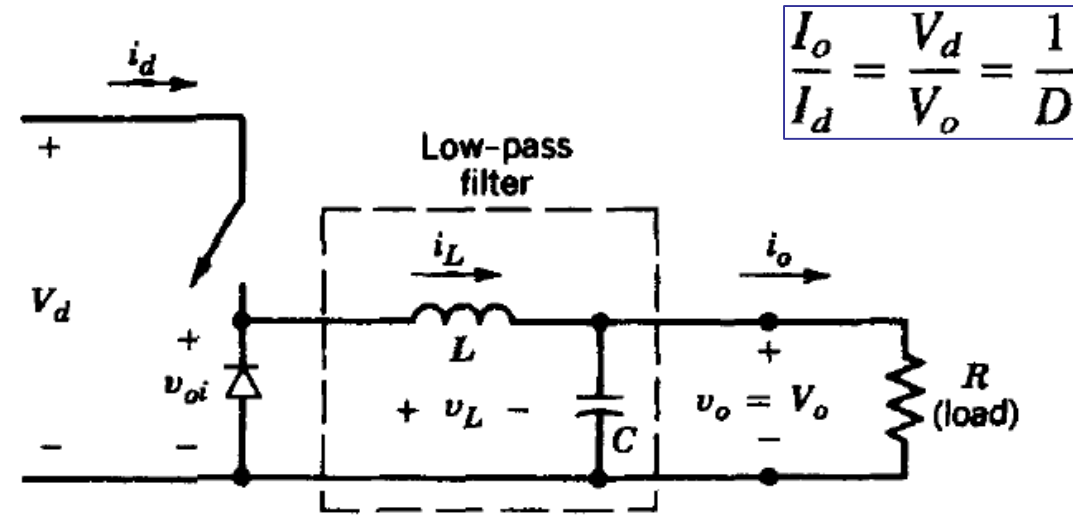 I_o / I_d = V_d / V_o = 1 / D
i_d
+
Low-pass
filter
i_L
i_o
V_d
+
L
+
v_oi
+ v_L −
C
v_o = V_o
R
(load)
−
−
−